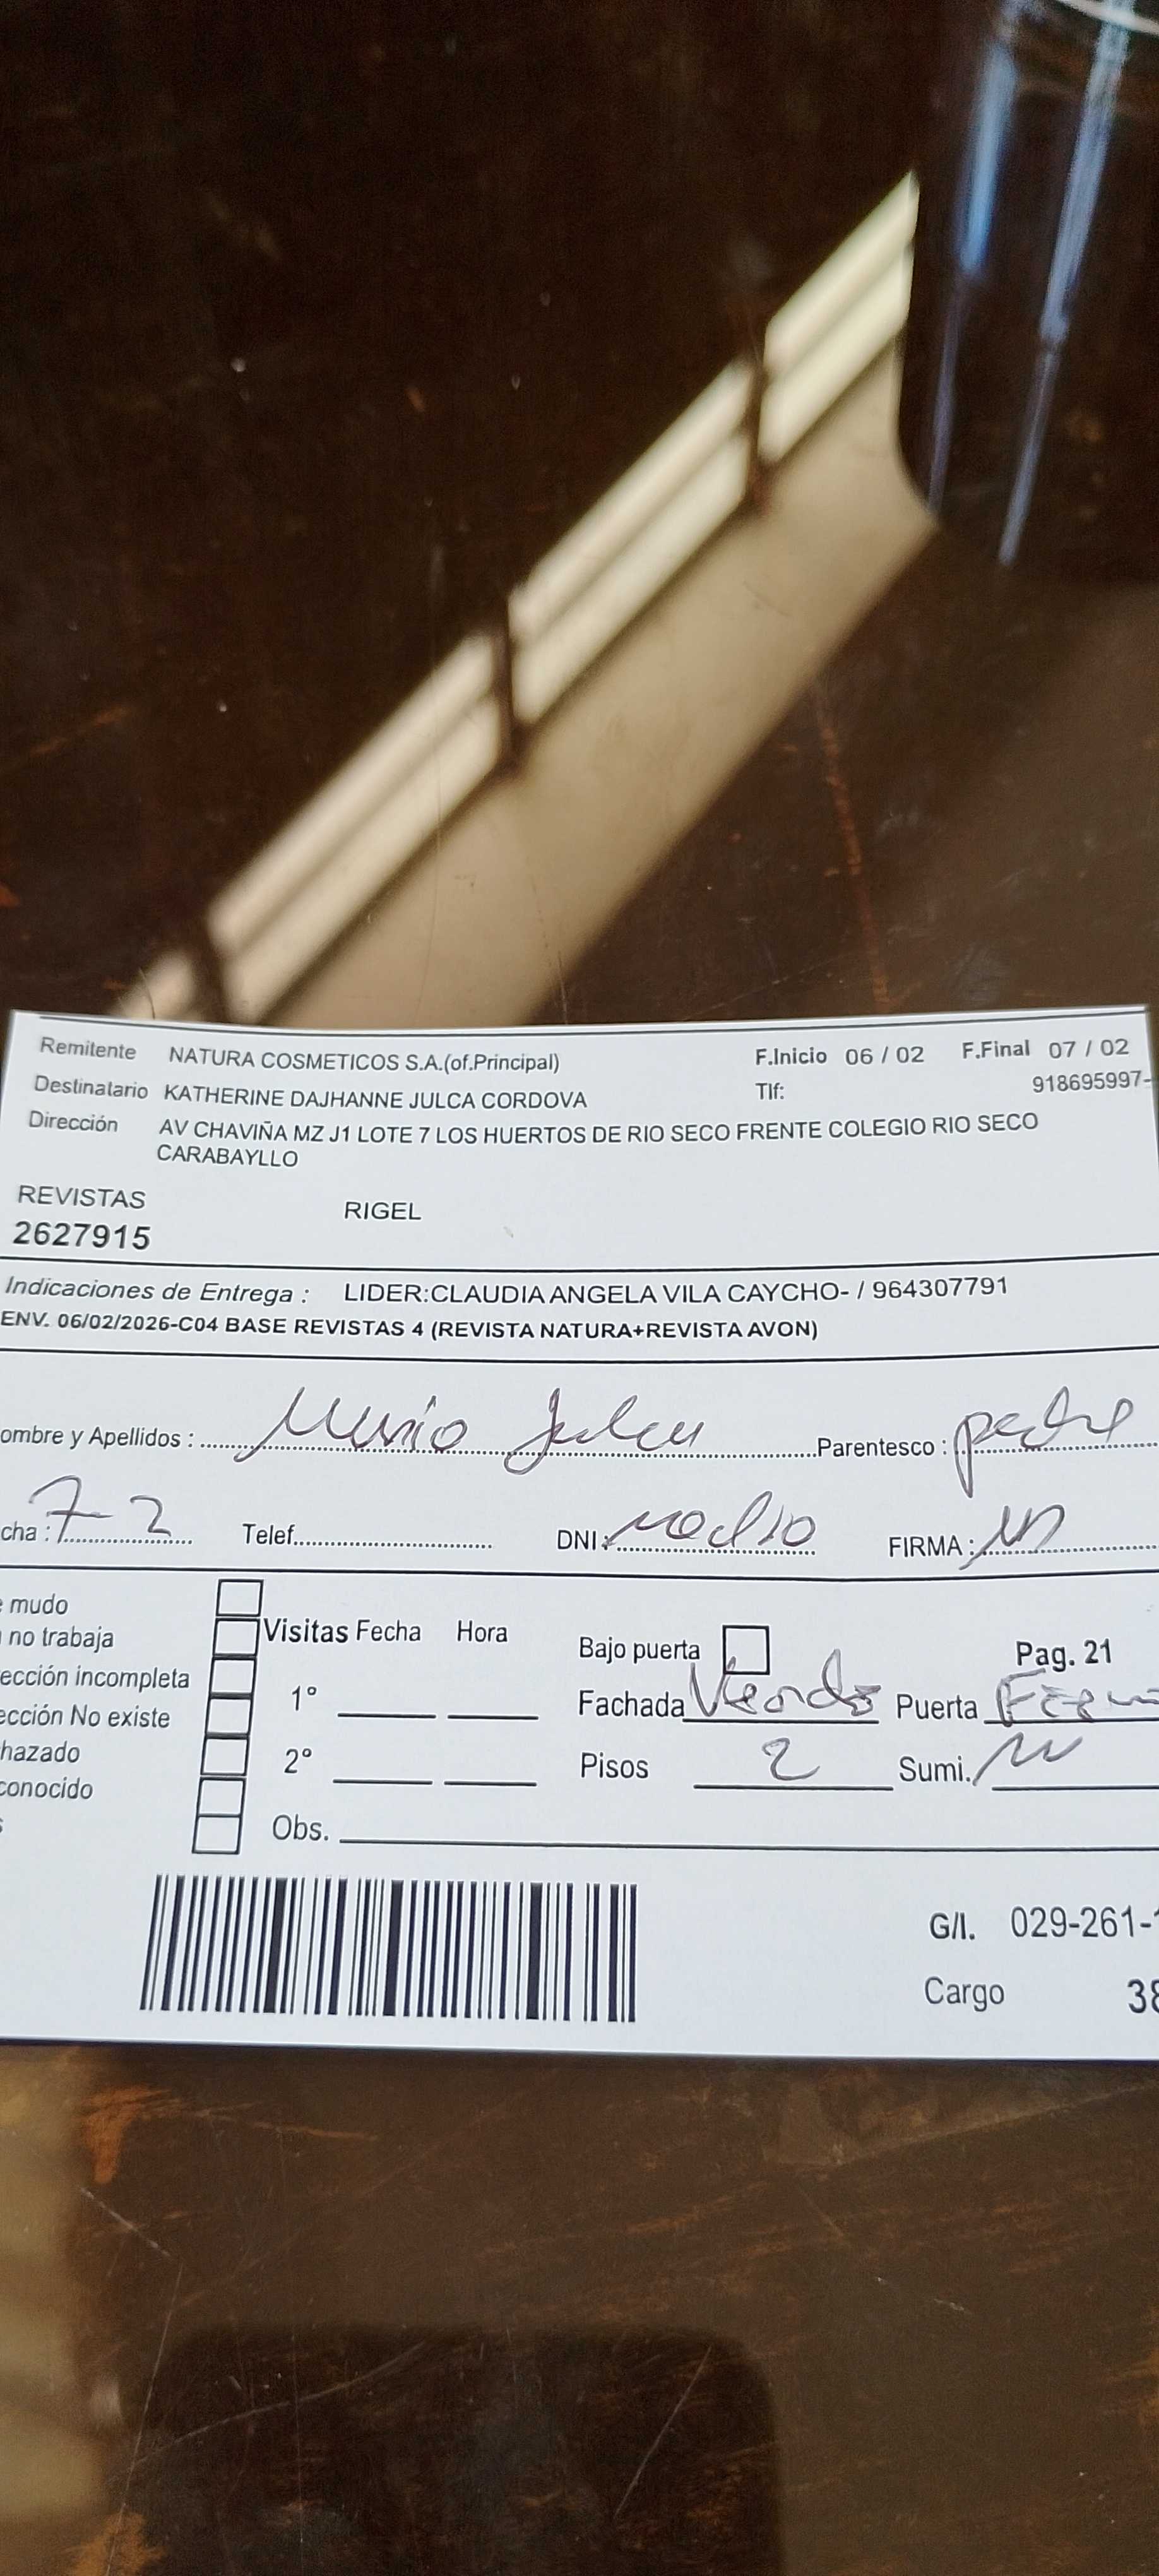 Remitente NATURA COSMETICOS S.A.(of.Principal) F.Inicio 06 / 02 F.Final 07 / 02
Destinatario KATHERINE DAJHANNE JULCA CORDOVA Tlf: 918695997-
Dirección AV CHAVIÑA MZ J1 LOTE 7 LOS HUERTOS DE RIO SECO FRENTE COLEGIO RIO SECO
CARABAYLLO
REVISTAS RIGEL
2627915
Indicaciones de Entrega : LIDER:CLAUDIA ANGELA VILA CAYCHO- / 964307791
ENV. 06/02/2026-C04 BASE REVISTAS 4 (REVISTA NATURA+REVISTA AVON)
ombre y Apellidos : Julca Parentesco : padre
cha : 7 2 Telef. DNI: FIRMA :
mudo
no trabaja Visitas Fecha Hora Bajo puerta Pag. 21
ección incompleta 1° Fachada Puerta
ección No existe
hazado 2° Pisos 2 Sumi.
conocido
s Obs.
G/I. 029-261-
Cargo 38